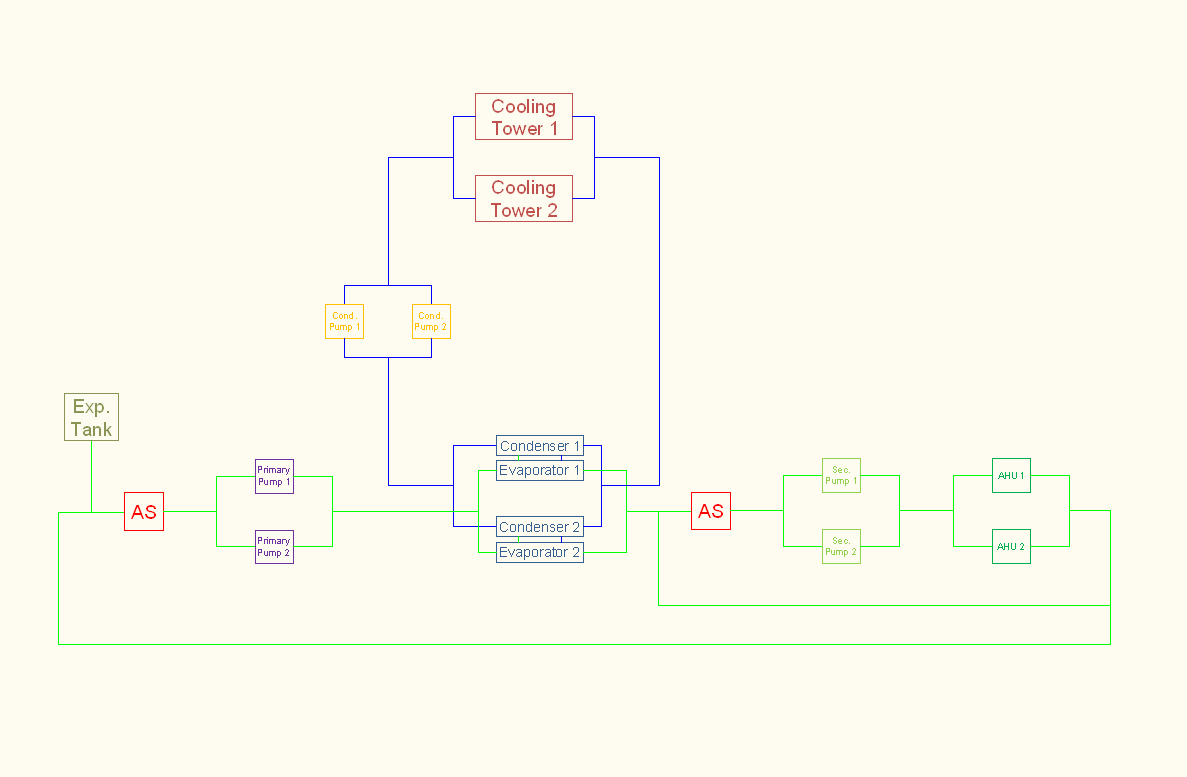 Cooling
Tower 1
Cooling
Tower 2
Cond.
Pump 1
Cond.
Pump 2
Exp.
Tank
Condenser 1
Evaporator 1
Primary
Pump 1
Sec.
Pump 1
AHU 1
AS
AS
Condenser 2
Evaporator 2
Primary
Pump 2
Sec.
Pump 2
AHU 2